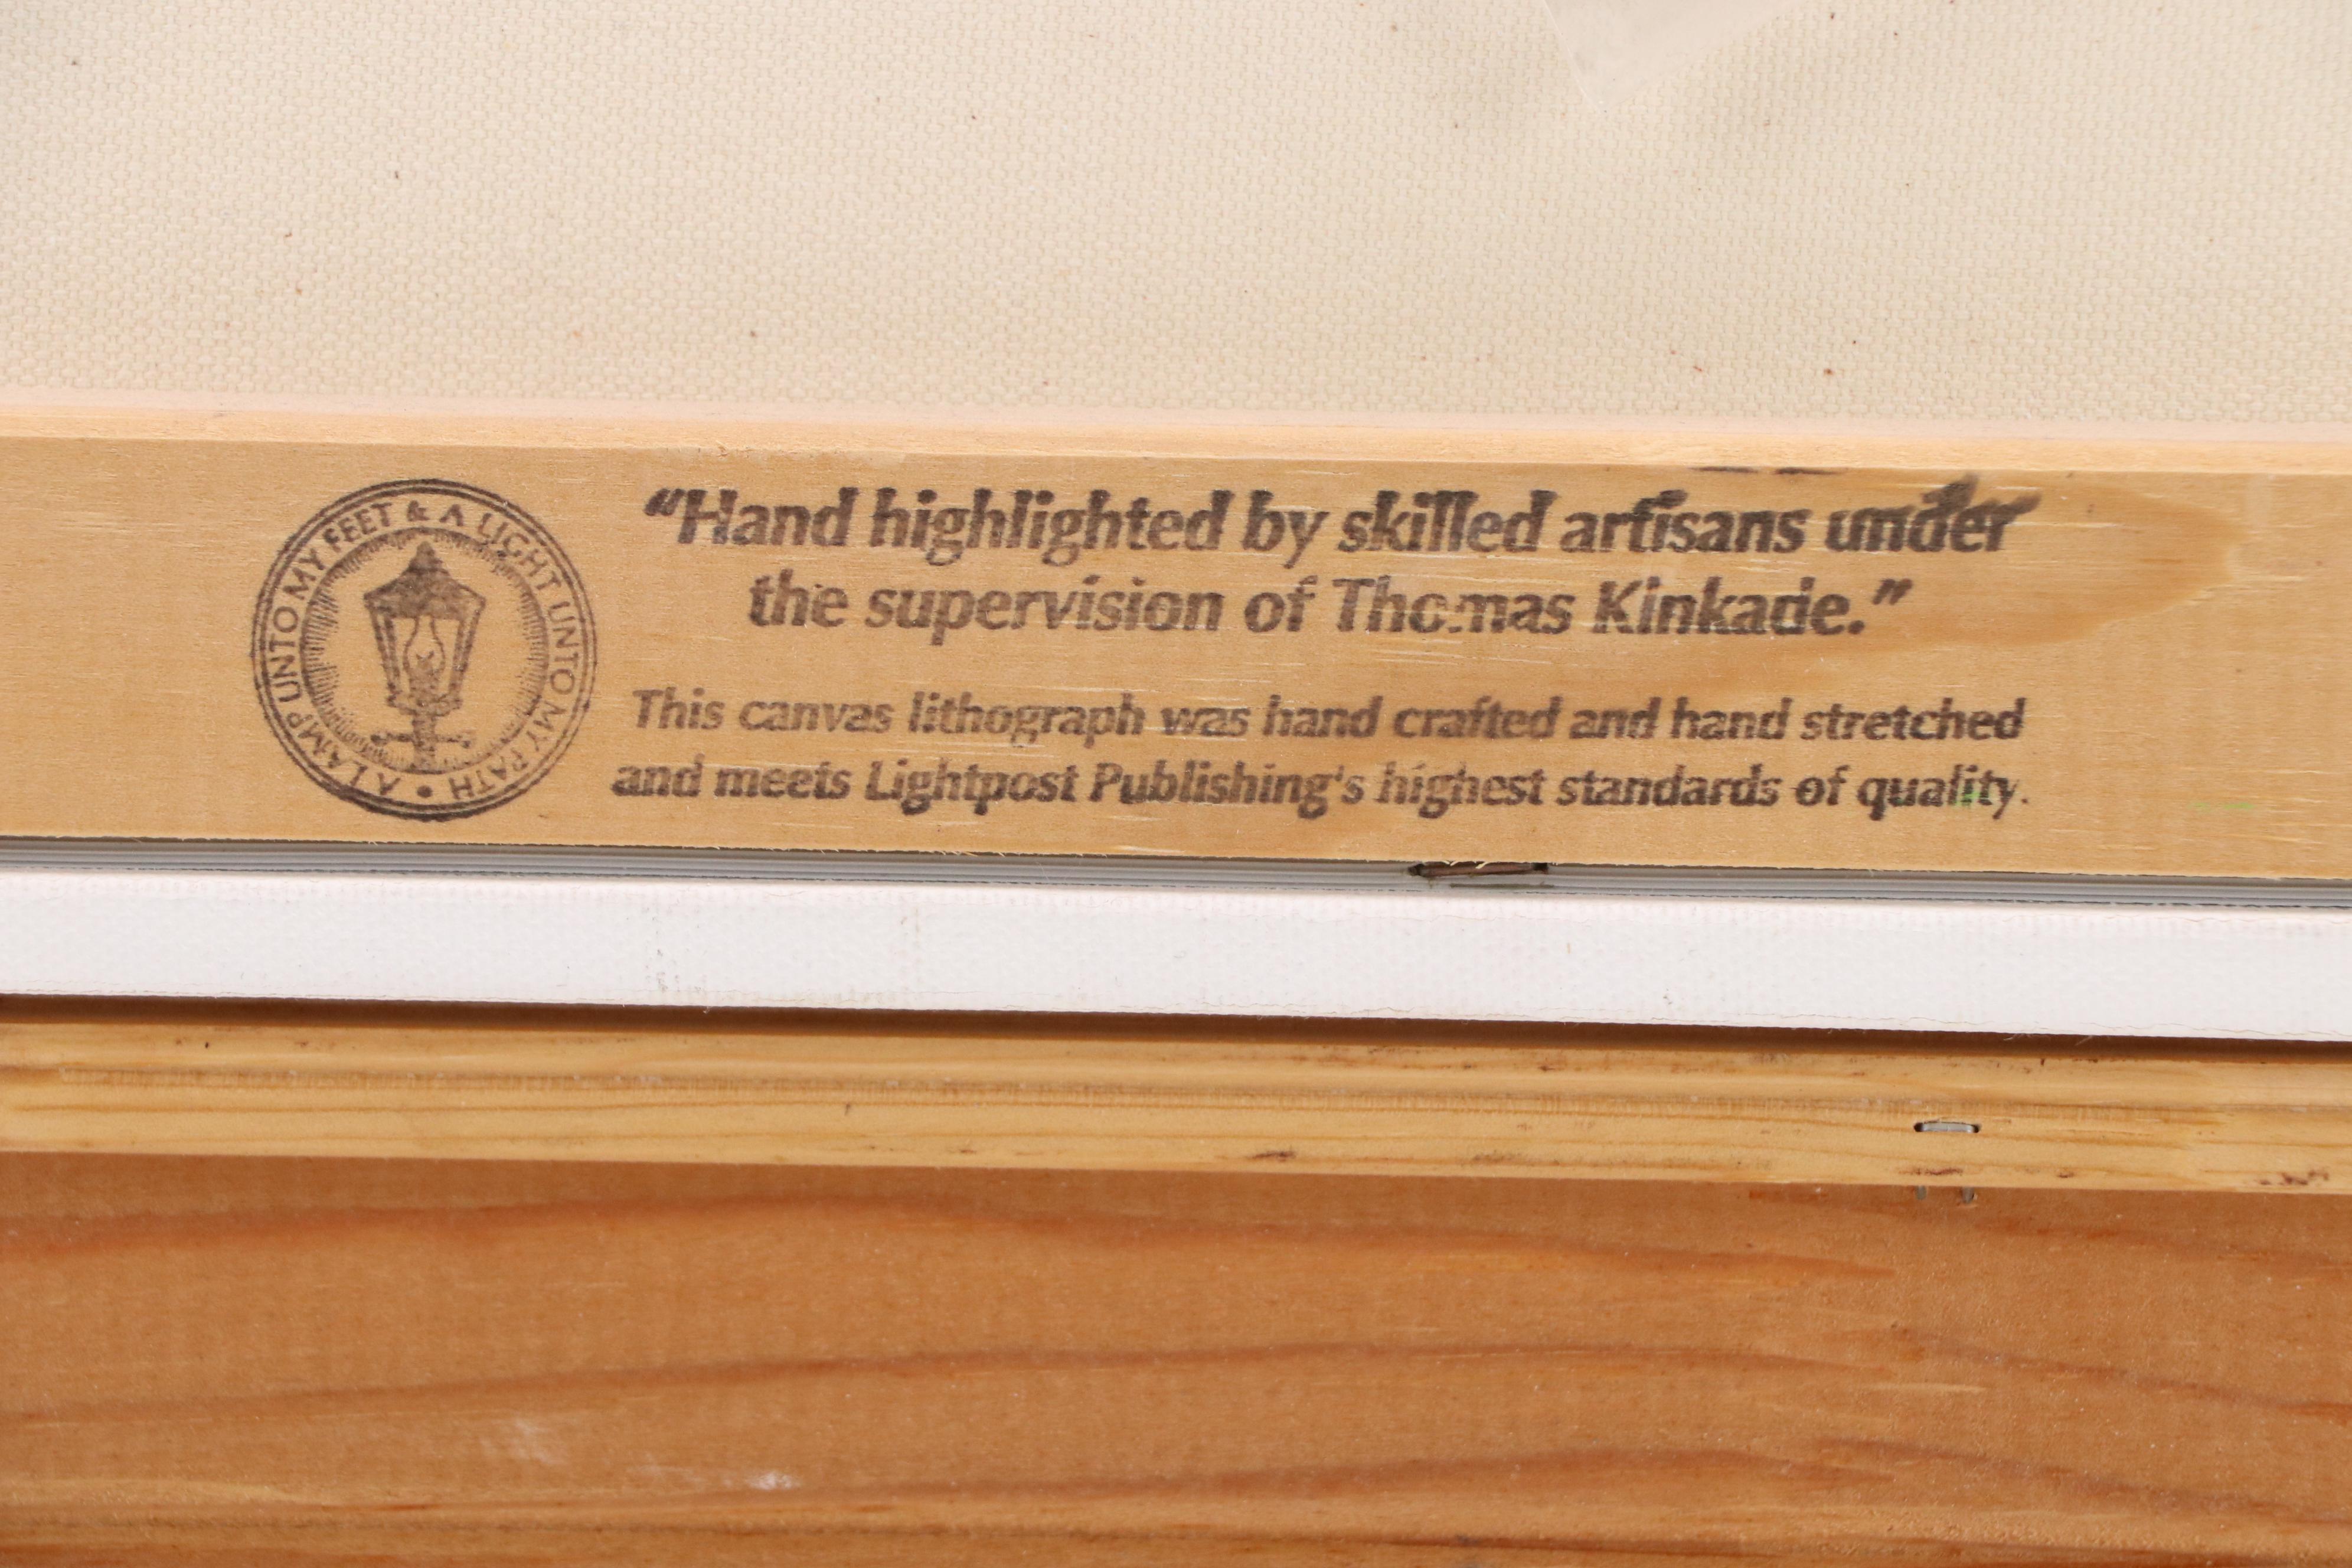 A LAMP UNTO MY FEET & A LIGHT UNTO MY PATH •
“Hand highlighted by skilled artisans under
the supervision of Thomas Kinkade.”
This canvas lithograph was hand crafted and hand stretched
and meets Lightpost Publishing's highest standards of quality.